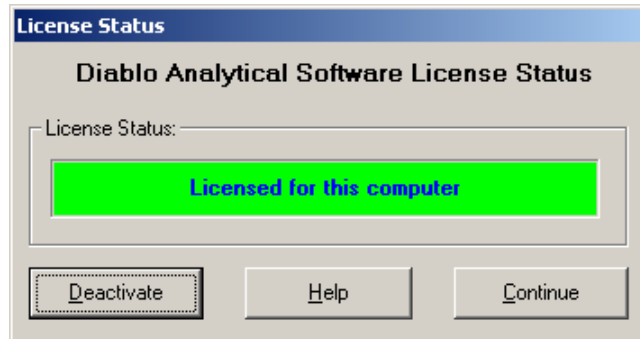 License Status
Diablo Analytical Software License Status
License Status:
Licensed for this computer
Deactivate
Help
Continue